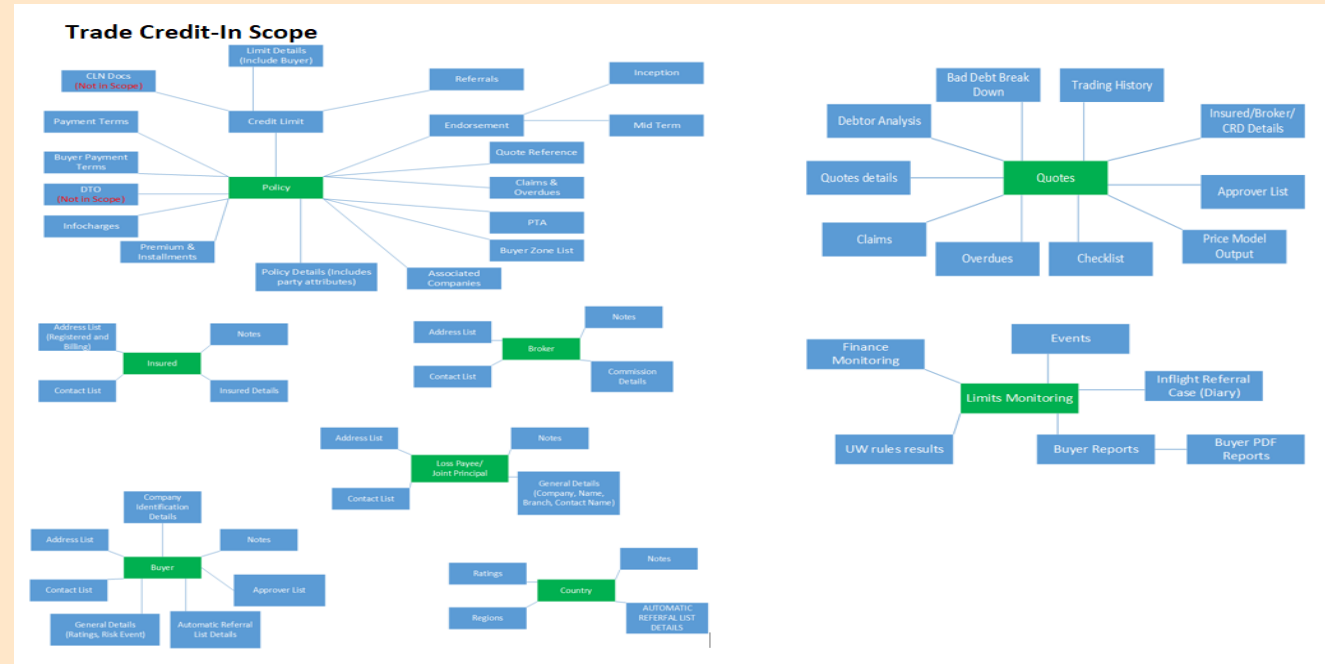 Trade Credit-In Scope
Limit Details
(Include Buyer)
CLN Docs
(Not in Scope)
Referrals
Inception
Payment Terms
Credit Limit
Endorsement
Mid Term
Buyer Payment
Terms
Quote Reference
Policy
DTO
(Not in Scope)
Claims &
Overdues
Infocharges
PTA
Premium &
Installments
Buyer Zone List
Policy Details (Includes
party attributes)
Associated
Companies
Bad Debt Break
Down
Trading History
Debtor Analysis
Insured/Broker/
CRD Details
Quotes details
Quotes
Approver List
Claims
Overdues
Checklist
Price Model
Output
Address List
(Registered and
Billing)
Notes
Insured
Contact List
Insured Details
Notes
Address List
Broker
Contact List
Commission
Details
Finance
Monitoring
Events
Inflight Referral
Case (Diary)
Limits Monitoring
UW rules results
Buyer Reports
Buyer PDF
Reports
Address List
Notes
Loss Payee/
Joint Principal
Contact List
General Details
(Company, Name,
Branch, Contact Name)
Company
Identification
Details
Address List
Notes
Buyer
Contact List
Approver List
General Details
(Ratings, Risk Event)
Automatic Referral
List Details
Notes
Ratings
Country
Regions
AUTOMATIC
REFERFAL LIST
DETAILS